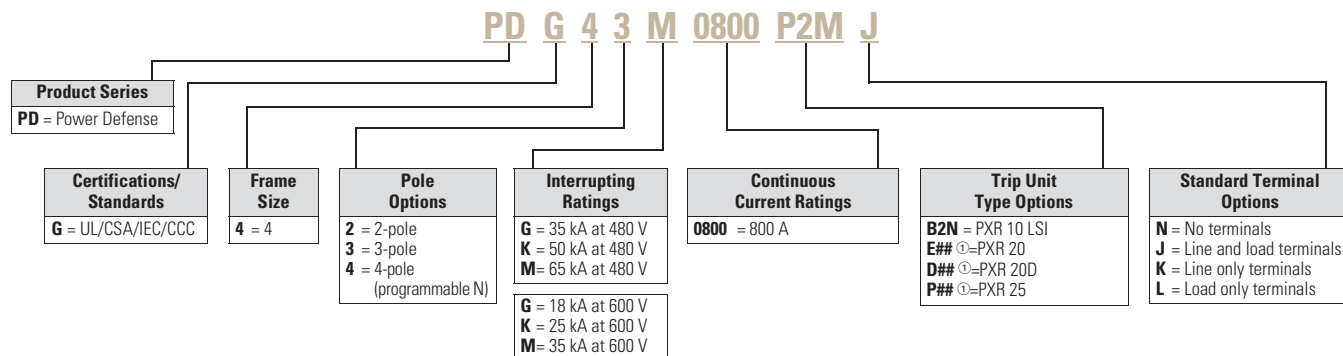 PD G 4 3 M 0800 P2M J
Product Series
PD = Power Defense
Certifications/
Standards
G = UL/CSA/IEC/CCC
Frame
Size
4 = 4
Pole
Options
2 = 2-pole
3 = 3-pole
4 = 4-pole
(programmable N)
Interrupting
Ratings
G = 35 kA at 480 V
K = 50 kA at 480 V
M= 65 kA at 480 V
G = 18 kA at 600 V
K = 25 kA at 600 V
M= 35 kA at 600 V
Continuous
Current Ratings
0800 = 800 A
Trip Unit
Type Options
B2N = PXR 10 LSI
E## ①=PXR 20
D## ①=PXR 20D
P## ①=PXR 25
Standard Terminal
Options
N = No terminals
J = Line and load terminals
K = Line only terminals
L = Load only terminals